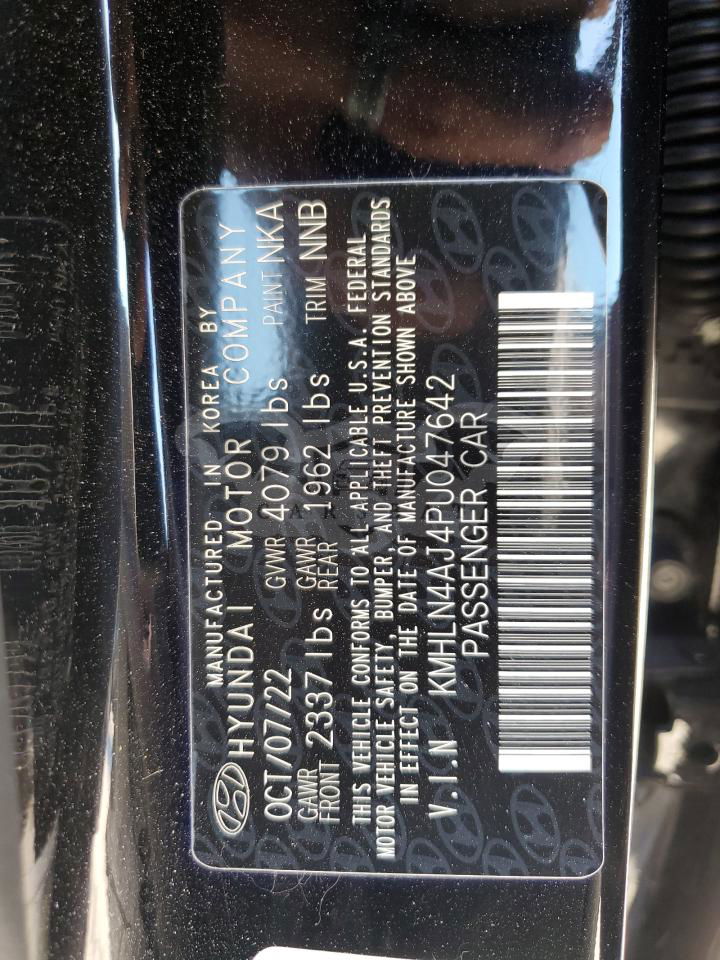 MANUFACTURED IN KOREA BY
HYUNDAI MOTOR COMPANY
OCT/07/22 GVWR 4079 lbs PAINT NKA
GAWR FRONT 2337 lbs GAWR REAR 1962 lbs TRIM NNB
THIS VEHICLE CONFORMS TO ALL APPLICABLE U.S.A. FEDERAL
MOTOR VEHICLE SAFETY, BUMPER, AND THEFT PREVENTION STANDARDS
IN EFFECT ON THE DATE OF MANUFACTURE SHOWN ABOVE
V.I.N KMHLN4AJ4PU047642
PASSENGER CAR